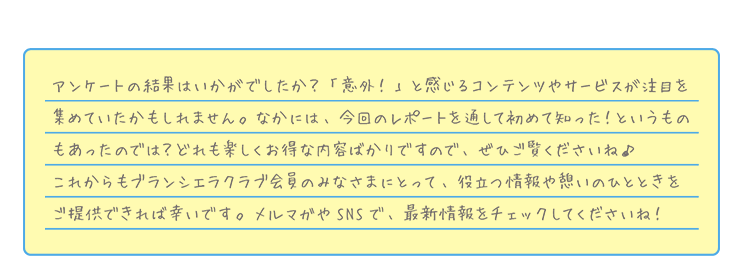 アンケートの結果はいかがでしたか？「意外！」と感じるコンテンツやサービスが注目を
集めていたかもしれません。なかには、今回のレポートを通して初めて知った！というもの
もあったのでは？どれも楽しくお得な内容ばかりですので、ぜひご覧くださいね♪
これからもブランシエラクラブ会員のみなさまにとって、役立つ情報や憩いのひとときを
ご提供できれば幸いです。メルマガやSNSで、最新情報をチェックしてくださいね！